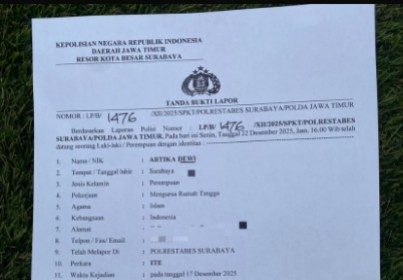 KEPOLISIAN NEGARA REPUBLIK INDONESIA
DAERAH JAWA TIMUR
RESOR KOTA BESAR SURABAYA
TANDA BUKTI LAPOR
NOMOR : LP/B/ 1476 /XII/2025/SPKT/POLRESTABES SURABAYA/POLDA JAWA TIMUR
Berdasarkan Laporan Polisi Nomor : LP/B/ 1476 /XII/2025/SPKT/POLRESTABES
SURABAYA/POLDA JAWA TIMUR, Pada hari ini Senin, Tanggal 22 Desember 2025, Jam. 16.00 Wib telah
datang seorang Laki-laki / Perempuan dengan identitas :
1. Nama / NIK : ARTIKA DEWI
2. Tempat / Tanggal lahir : Surabaya
3. Jenis Kelamin : Perempuan
4. Pekerjaan : Mengurus Rumah Tangga
5. Agama : Islam
6. Kebangsaan : Indonesia
7. Alamat :
8. Telpon / Fax/ Email :
9. Telah Melapor Di : POLRESTABES SURABAYA
10. Perkara : ITE
11. Waktu Kejadian : pada tanggal 17 Desember 2025